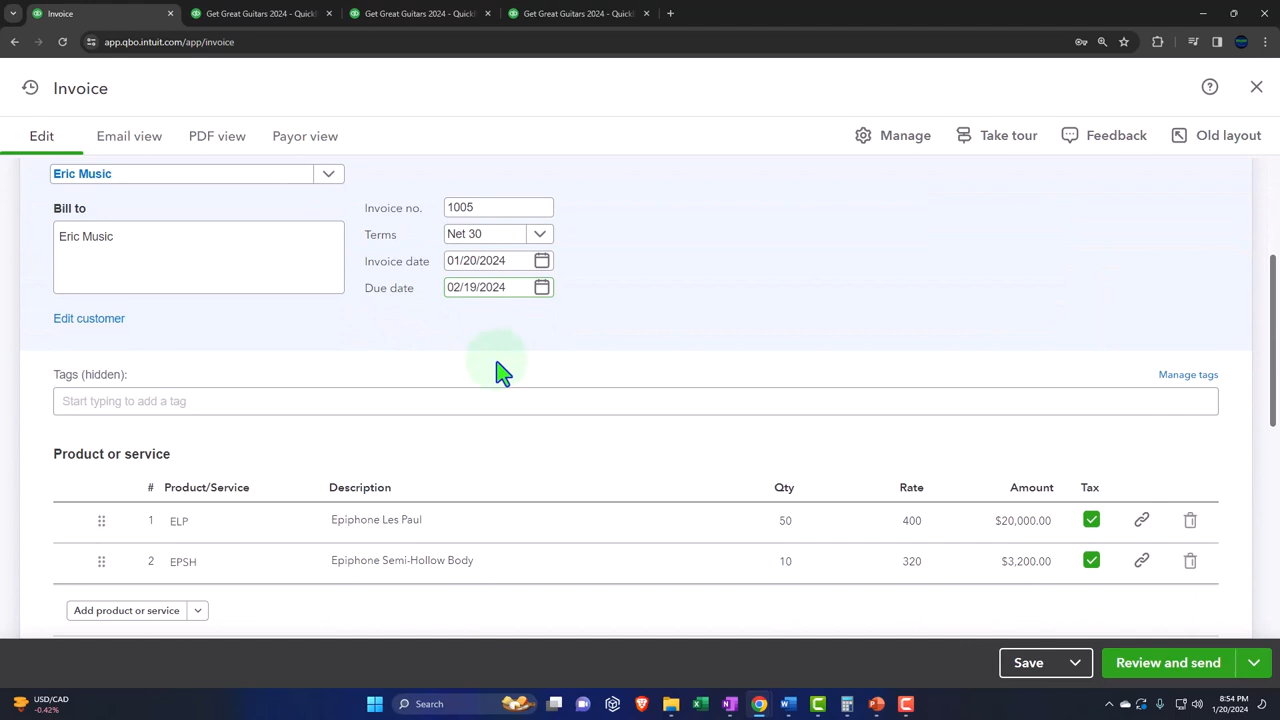 Invoice
Get Great Guitars 2024 - Quick
Get Great Guitars 2024 - Quick
Get Great Guitars 2024 - Quick
app.qbo.intuit.com/app/invoice
Invoice
Edit
Email view
PDF view
Payor view
Manage
Take tour
Feedback
Old layout
Eric Music
Bill to
Eric Music
Edit customer
Invoice no. 1005
Terms Net 30
Invoice date 01/20/2024
Due date 02/19/2024
Tags (hidden):
Manage tags
Start typing to add a tag
Product or service
# Product/Service Description Qty Rate Amount Tax
1 ELP Epiphone Les Paul 50 400 $20,000.00
2 EPSH Epiphone Semi-Hollow Body 10 320 $3,200.00
Add product or service
Save
Review and send
USD/CAD
-0.42%
Search
8:54 PM
1/20/2024